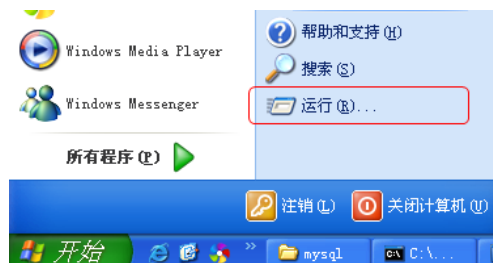 Windows Media Player
帮助和支持(H)
搜索(S)
Windows Messenger
运行(R)...
所有程序(P)
注销(L)
关闭计算机(U)
开始
»
mysql
C:\...